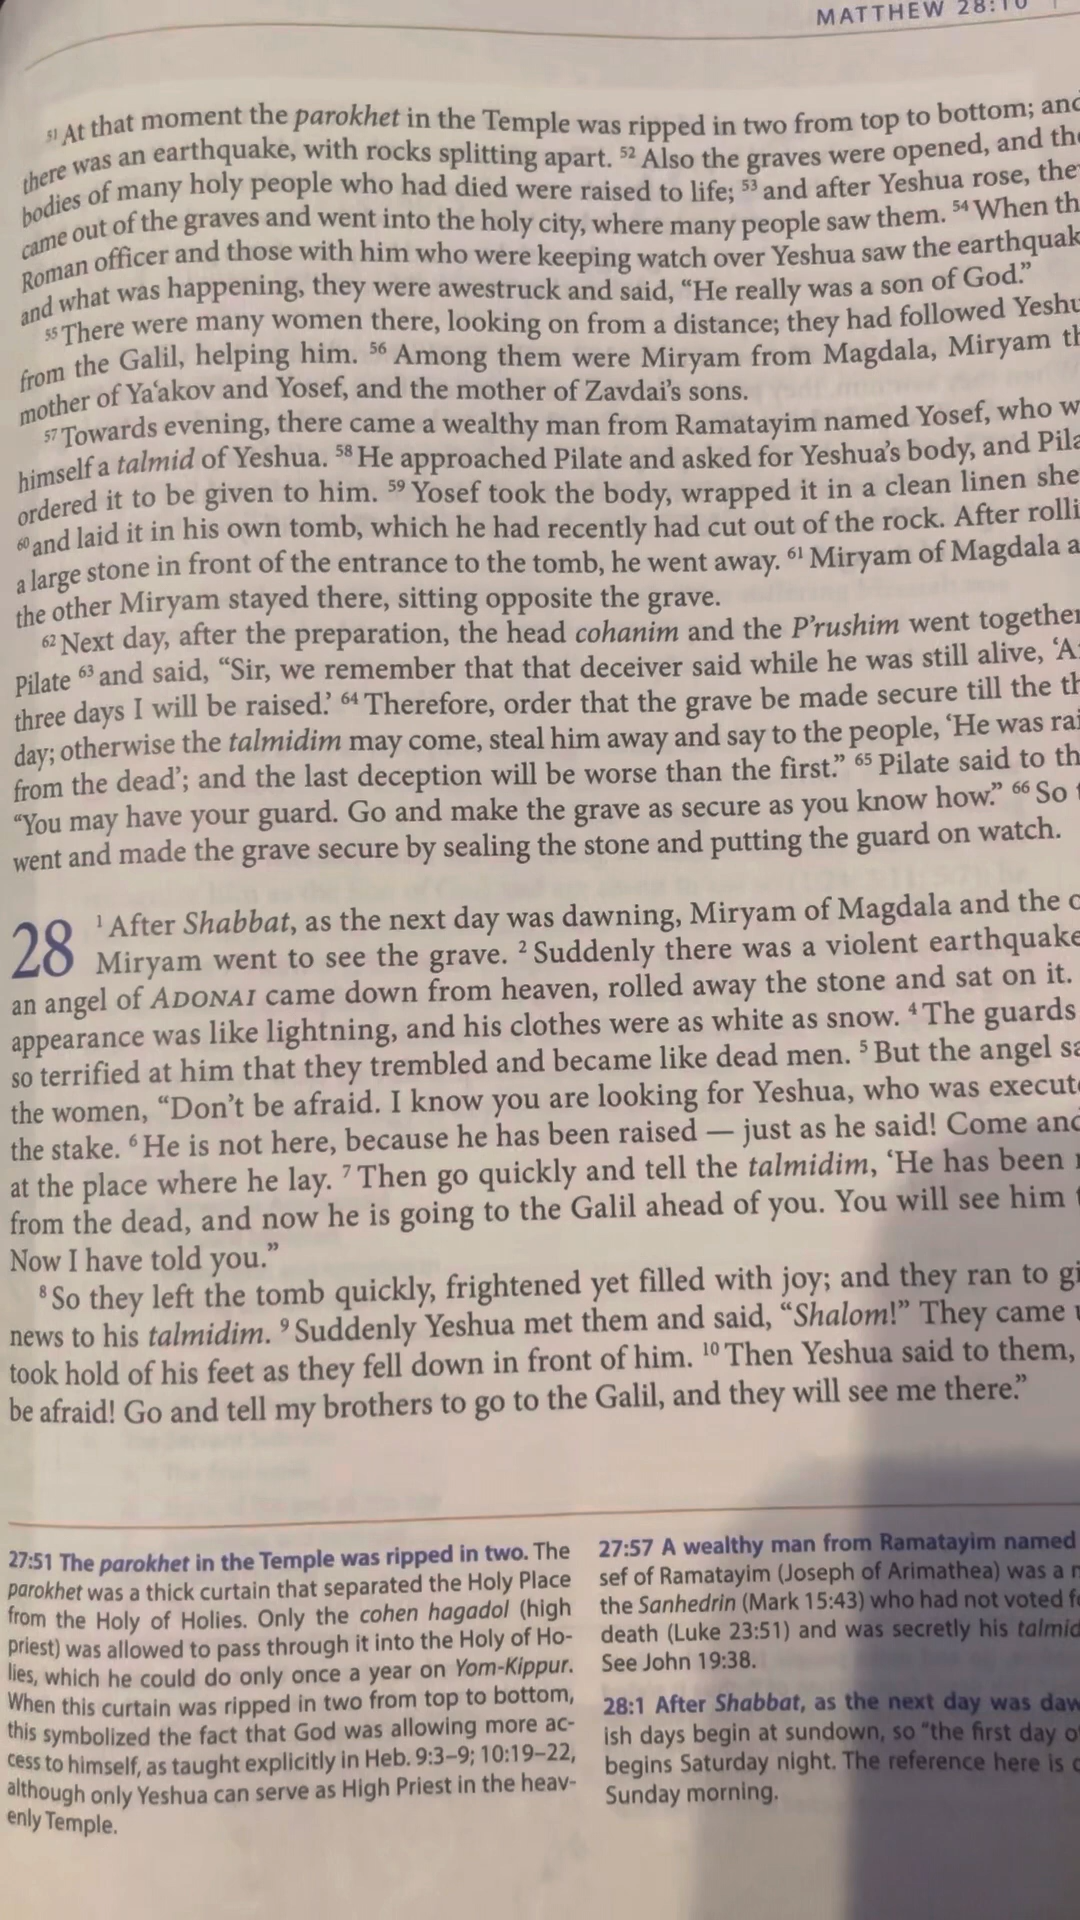 MATTHEW 28:10
51 At that moment the parokhet in the Temple was ripped in two from top to bottom; and
there was an earthquake, with rocks splitting apart. 52 Also the graves were opened, and the
bodies of many holy people who had died were raised to life; 53 and after Yeshua rose, the
came out of the graves and went into the holy city, where many people saw them. 54 When th
Roman officer and those with him who were keeping watch over Yeshua saw the earthquak
and what was happening, they were awestruck and said, “He really was a son of God.”
55 There were many women there, looking on from a distance; they had followed Yeshu
from the Galil, helping him. 56 Among them were Miryam from Magdala, Miryam th
mother of Ya‘akov and Yosef, and the mother of Zavdai’s sons.
57 Towards evening, there came a wealthy man from Ramatayim named Yosef, who w
himself a talmid of Yeshua. 58 He approached Pilate and asked for Yeshua’s body, and Pila
ordered it to be given to him. 59 Yosef took the body, wrapped it in a clean linen she
60 and laid it in his own tomb, which he had recently had cut out of the rock. After rolli
a large stone in front of the entrance to the tomb, he went away. 61 Miryam of Magdala a
the other Miryam stayed there, sitting opposite the grave.
62 Next day, after the preparation, the head cohanim and the P’rushim went together
Pilate 63 and said, “Sir, we remember that that deceiver said while he was still alive, ‘A
three days I will be raised.’ 64 Therefore, order that the grave be made secure till the th
day; otherwise the talmidim may come, steal him away and say to the people, ‘He was rai
from the dead’; and the last deception will be worse than the first.” 65 Pilate said to th
“You may have your guard. Go and make the grave as secure as you know how.” 66 So
went and made the grave secure by sealing the stone and putting the guard on watch.
28 1 After Shabbat, as the next day was dawning, Miryam of Magdala and the o
Miryam went to see the grave. 2 Suddenly there was a violent earthquake
an angel of ADONAI came down from heaven, rolled away the stone and sat on it.
appearance was like lightning, and his clothes were as white as snow. 4 The guards
so terrified at him that they trembled and became like dead men. 5 But the angel sa
the women, “Don’t be afraid. I know you are looking for Yeshua, who was execut
the stake. 6 He is not here, because he has been raised — just as he said! Come and
at the place where he lay. 7 Then go quickly and tell the talmidim, ‘He has been r
from the dead, and now he is going to the Galil ahead of you. You will see him t
Now I have told you.”
8 So they left the tomb quickly, frightened yet filled with joy; and they ran to gi
news to his talmidim. 9 Suddenly Yeshua met them and said, “Shalom!” They came u
took hold of his feet as they fell down in front of him. 10 Then Yeshua said to them,
be afraid! Go and tell my brothers to go to the Galil, and they will see me there.”
27:51 The parokhet in the Temple was ripped in two. The
parokhet was a thick curtain that separated the Holy Place
from the Holy of Holies. Only the cohen hagadol (high
priest) was allowed to pass through it into the Holy of Ho-
lies, which he could do only once a year on Yom-Kippur.
When this curtain was ripped in two from top to bottom,
this symbolized the fact that God was allowing more ac-
cess to himself, as taught explicitly in Heb. 9:3–9; 10:19–22,
although only Yeshua can serve as High Priest in the heav-
enly Temple.
27:57 A wealthy man from Ramatayim named
sef of Ramatayim (Joseph of Arimathea) was a m
the Sanhedrin (Mark 15:43) who had not voted fo
death (Luke 23:51) and was secretly his talmid
See John 19:38.
28:1 After Shabbat, as the next day was daw
ish days begin at sundown, so “the first day o
begins Saturday night. The reference here is
Sunday morning.